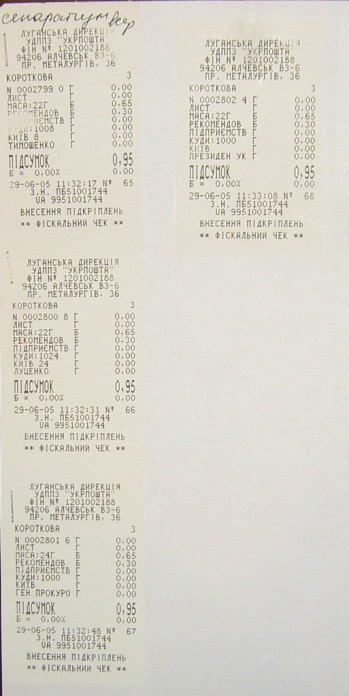 сепаратизм
ЛУГАНСЬКА ДИРЕКЦІЯ
УДППЗ "УКРПОШТА"
ФІН № 1201002188
94206 АЛЧЕВСЬК ВЗ-6
ПР. МЕТАЛУРГІВ. 36
КОРОТКОВА 3
N 0002799 0 Г 0.00
ЛИСТ Г 0.00
МАСА:22Г Б 0.65
РЕКОМЕНДОВ Б 0.30
Г 0.00
:1008 Г 0.00
КИЇВ 8 Г 0.00
ТИМОШЕНКО Г 0.00
ПІДСУМОК 0.95
Б = 0.00% 0.00
29-06-05 11:32:17 № 65
З.Н. ПБ51001744
UA 9951001744
ВНЕСЕННЯ ПІДКРІПЛЕНЬ
** ФІСКАЛЬНИЙ ЧЕК **
ЛУГАНСЬКА ДИРЕКЦІЯ
УДППЗ "УКРПОШТА"
ФІН № 1201002188
94206 АЛЧЕВСЬК ВЗ-6
ПР. МЕТАЛУРГІВ. 36
КОРОТКОВА 3
N 0002800 8 Г 0.00
ЛИСТ Г 0.00
МАСА:22Г Б 0.65
РЕКОМЕНДОВ Б 0.30
ПІДПРИЄМСТВ Г 0.00
КУДИ:1024 Г 0.00
КИЇВ 24 Г 0.00
ЛУЦЕНКО Г 0.00
ПІДСУМОК 0.95
Б = 0.00% 0.00
29-06-05 11:32:31 № 66
З.Н. ПБ51001744
UA 9951001744
ВНЕСЕННЯ ПІДКРІПЛЕНЬ
** ФІСКАЛЬНИЙ ЧЕК **
ЛУГАНСЬКА ДИРЕКЦІЯ
УДППЗ "УКРПОШТА"
ФІН № 1201002188
94206 АЛЧЕВСЬК ВЗ-6
ПР. МЕТАЛУРГІВ. 36
КОРОТКОВА 3
N 0002801 6 Г 0.00
ЛИСТ Г 0.00
МАСА:24Г Б 0.65
РЕКОМЕНДОВ Б 0.30
ПІДПРИЄМСТВ Г 0.00
КУДИ:1000 Г 0.00
КИЇВ Г 0.00
ГЕН ПРОКУРО Г 0.00
ПІДСУМОК 0.95
Б = 0.00% 0.00
29-06-05 11:32:48 № 67
З.Н. ПБ51001744
UA 9951001744
ВНЕСЕННЯ ПІДКРІПЛЕНЬ
** ФІСКАЛЬНИЙ ЧЕК **
ЛУГАНСЬКА ДИРЕКЦІЯ
УДППЗ "УКРПОШТА"
ФІН № 1201002188
94206 АЛЧЕВСЬК ВЗ-6
ПР. МЕТАЛУРГІВ. 36
КОРОТКОВА 3
N 0002802 4 Г 0.00
ЛИСТ Г 0.00
МАСА:22Г Б 0.65
РЕКОМЕНДОВ Б 0.30
ПІДПРИЄМСТВ Г 0.00
КУДИ:1000 Г 0.00
КИЇВ Г 0.00
ПРЕЗИДЕН УК Г 0.00
ПІДСУМОК 0.95
Б = 0.00% 0.00
29-06-05 11:33:08 № 68
З.Н. ПБ51001744
UA 9951001744
ВНЕСЕННЯ ПІДКРІПЛЕНЬ
** ФІСКАЛЬНИЙ ЧЕК **